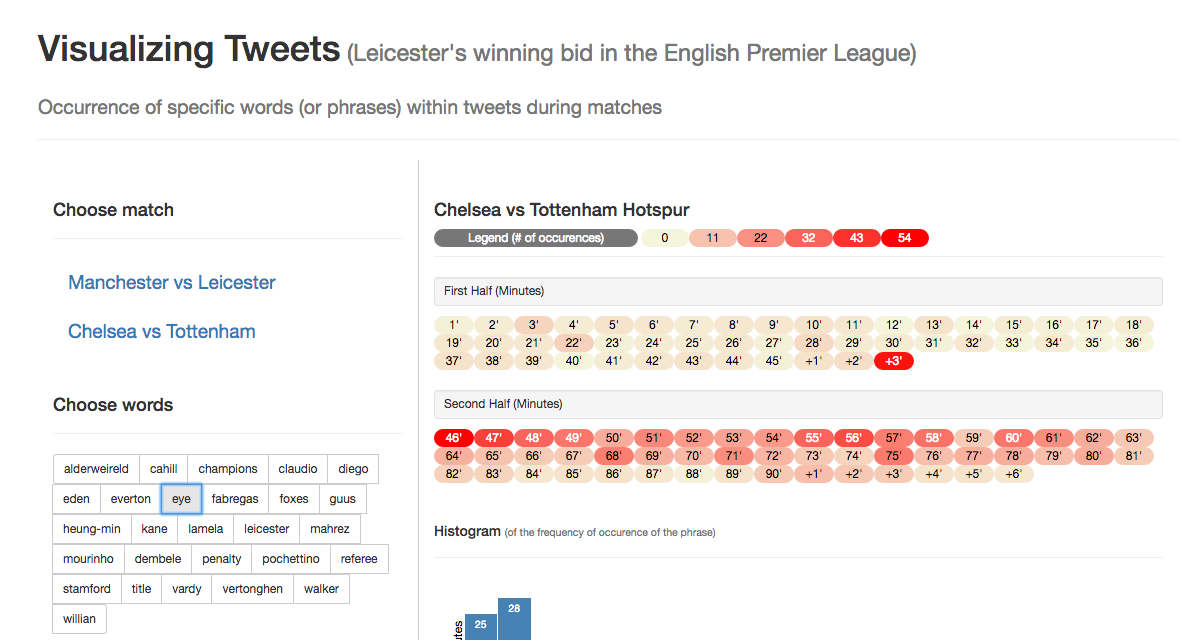 Visualizing Tweets (Leicester's winning bid in the English Premier League)
Occurrence of specific words (or phrases) within tweets during matches
Choose match
Manchester vs Leicester
Chelsea vs Tottenham
Choose words
alderweireld cahill champions claudio diego
eden everton eye fabregas foxes guus
heung-min kane lamela leicester mahrez
mourinho dembele penalty pochettino referee
stamford title vardy vertonghen walker
willian
Chelsea vs Tottenham Hotspur
Legend (# of occurences) 0 11 22 32 43 54
First Half (Minutes)
1' 2' 3' 4' 5' 6' 7' 8' 9' 10' 11' 12' 13' 14' 15' 16' 17' 18'
19' 20' 21' 22' 23' 24' 25' 26' 27' 28' 29' 30' 31' 32' 33' 34' 35' 36'
37' 38' 39' 40' 41' 42' 43' 44' 45' +1' +2' +3'
Second Half (Minutes)
46' 47' 48' 49' 50' 51' 52' 53' 54' 55' 56' 57' 58' 59' 60' 61' 62' 63'
64' 65' 66' 67' 68' 69' 70' 71' 72' 73' 74' 75' 76' 77' 78' 79' 80' 81'
82' 83' 84' 85' 86' 87' 88' 89' 90' +1' +2' +3' +4' +5' +6'
Histogram (of the frequency of occurence of the phrase)
28
25